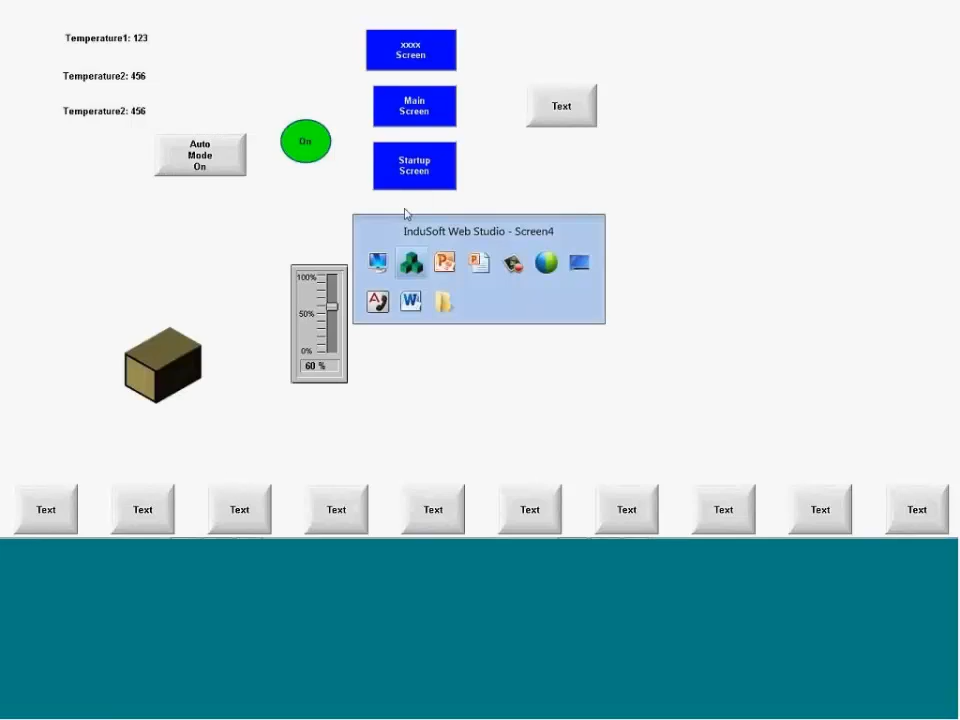 Temperature1: 123
xxxx
Screen
Temperature2: 456
Main
Screen
Text
Temperature2: 456
Auto
Mode
On
On
Startup
Screen
InduSoft Web Studio - Screen4
100%
50%
0%
60 %
Text
Text
Text
Text
Text
Text
Text
Text
Text
Text